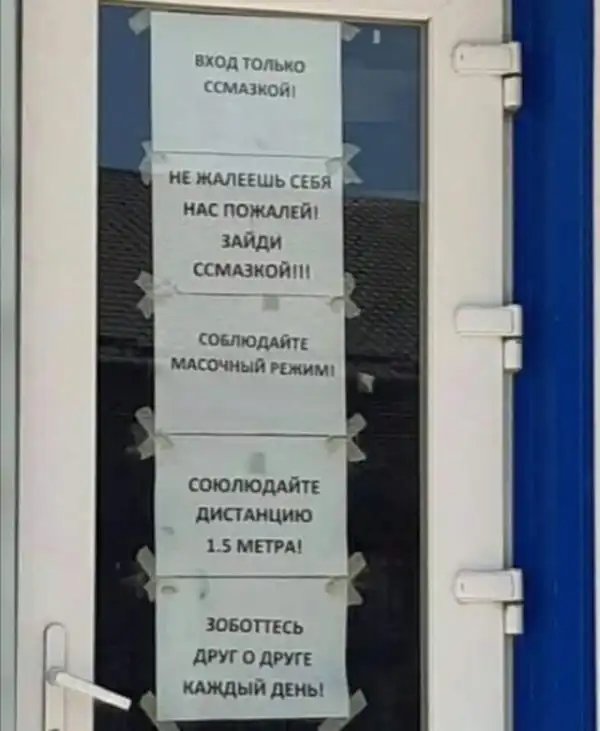 ВХОД ТОЛЬКО
ССМАЗКОЙ!
НЕ ЖАЛЕЕШЬ СЕБЯ
НАС ПОЖАЛЕЙ!
ЗАЙДИ
ССМАЗКОЙ!!!
СОБЛЮДАЙТЕ
МАСОЧНЫЙ РЕЖИМ!
СОЮЛЮДАЙТЕ
ДИСТАНЦИЮ
1.5 МЕТРА!
ЗОБОТТЕСЬ
ДРУГ О ДРУГЕ
КАЖДЫЙ ДЕНЬ!